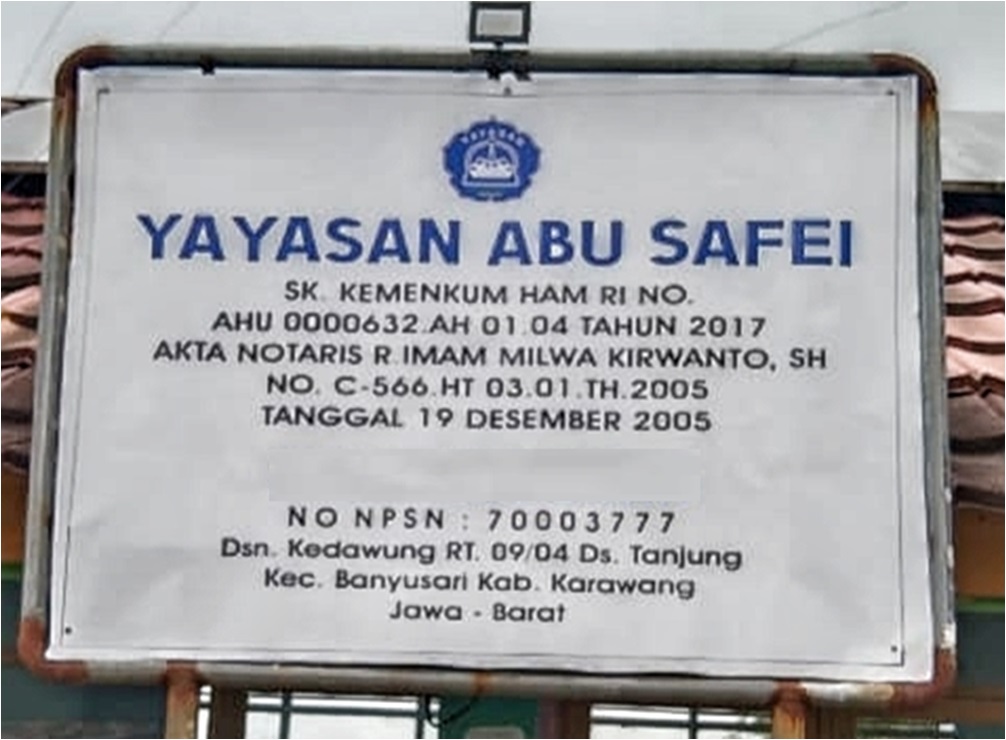 YAYASAN
YAYASAN ABU SAFEI
SK. KEMENKUM HAM RI NO.
AHU 0000632.AH 01.04 TAHUN 2017
AKTA NOTARIS R.IMAM MILWA KIRWANTO, SH
NO. C-566.HT 03.01.TH.2005
TANGGAL 19 DESEMBER 2005
NO NPSN : 70003777
Dsn. Kedawung RT. 09/04 Ds. Tanjung
Kec. Banyusari Kab. Karawang
Jawa - Barat